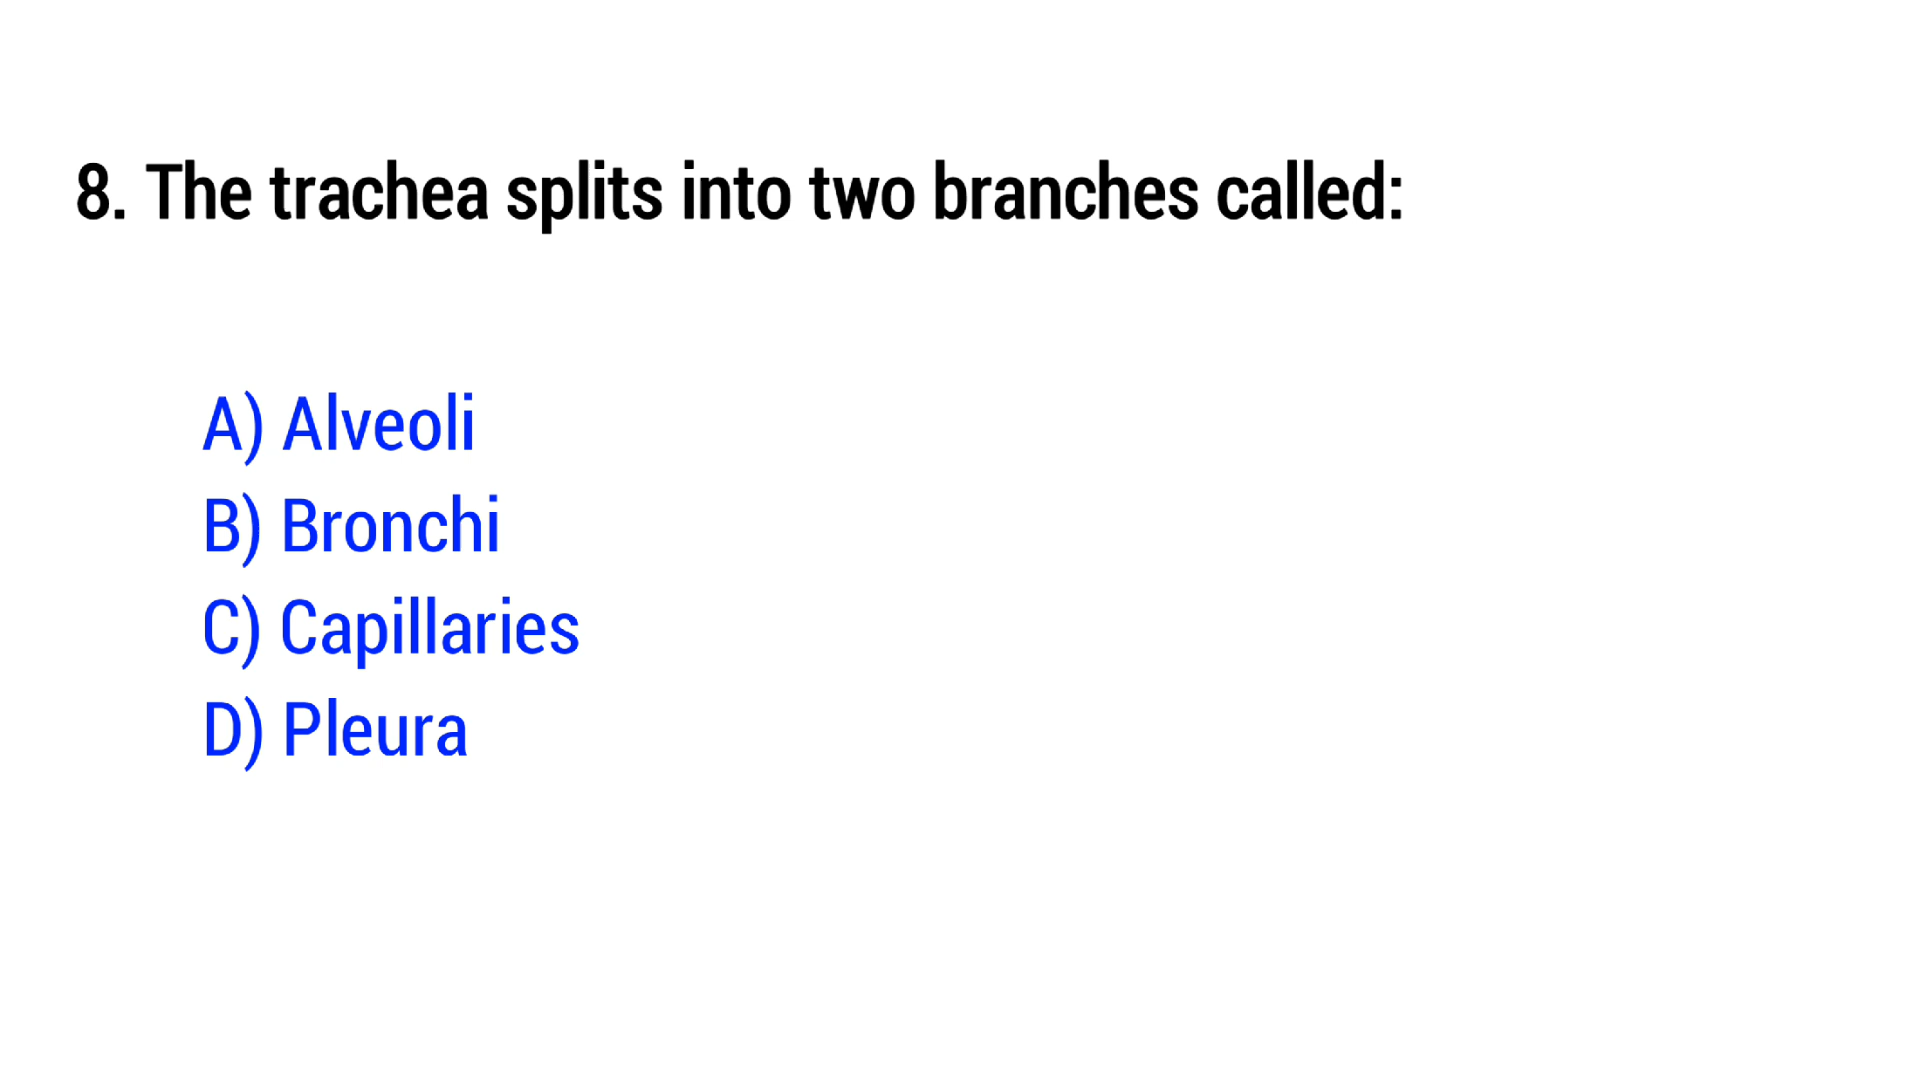 8. The trachea splits into two branches called:
A) Alveoli
B) Bronchi
C) Capillaries
D) Pleura